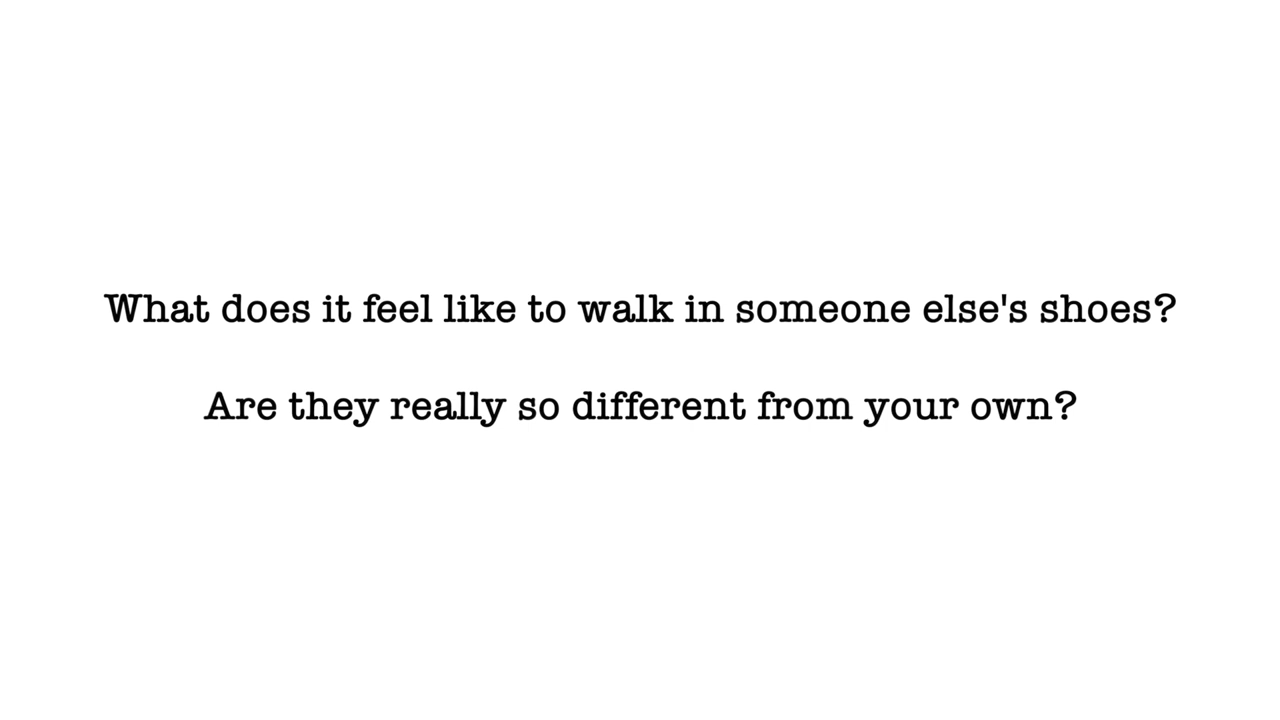 What does it feel like to walk in someone else's shoes?
Are they really so different from your own?